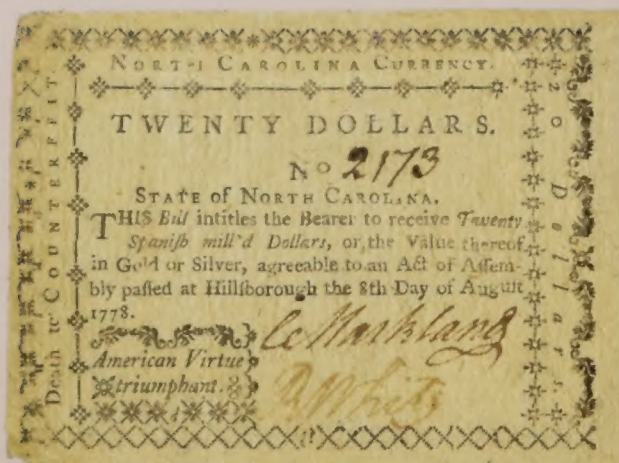 NORTH CAROLINA CURRENCY.
TWENTY DOLLARS.
No 2173
STATE of NORTH CAROLINA.
THIS Bill intitles the Bearer to receive Twenty
Spaniſh mill'd Dollars, or, the Value thereof
in Gold or Silver, agreeable to an Act of Aſſem-
bly paſſed at Hillſborough the 8th Day of Auguſt
1778.
C Markland
American Virtue
triumphant.
Death to COUNTERFEIT.
20 Dollars.